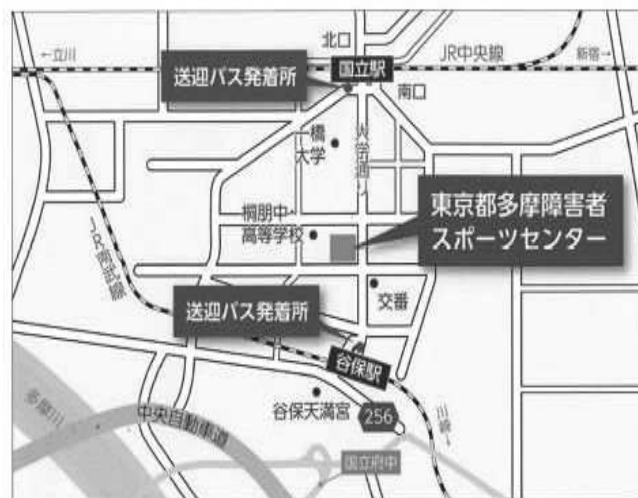 北口
←立川
JR中央線
新宿→
国立駅
送迎バス発着所
南口
一橋
大学
大学通り
東京都多摩障害者
スポーツセンター
桐朋中・
高等学校
JR南武線
交番
送迎バス発着所
谷保駅
川崎→
谷保天満宮
256
多摩川
中央自動車道
国立府中